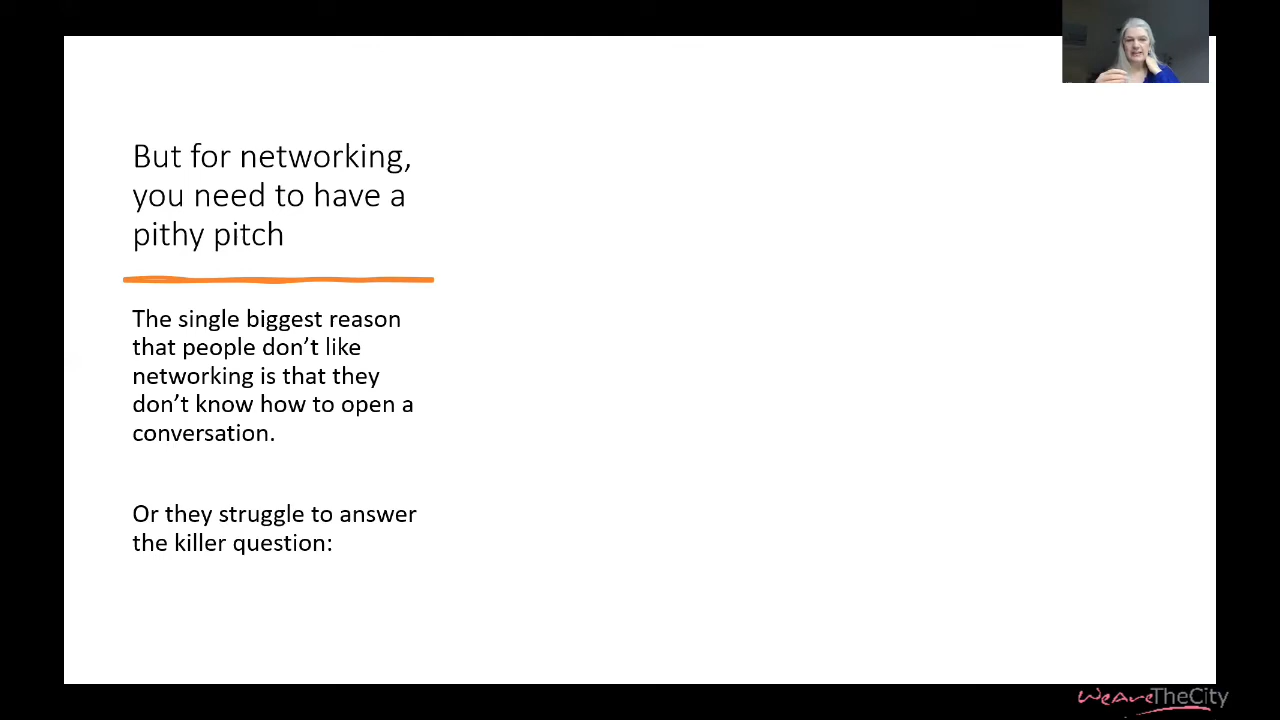 But for networking,
you need to have a
pithy pitch
The single biggest reason
that people don’t like
networking is that they
don’t know how to open a
conversation.
Or they struggle to answer
the killer question:
WeAreTheCity